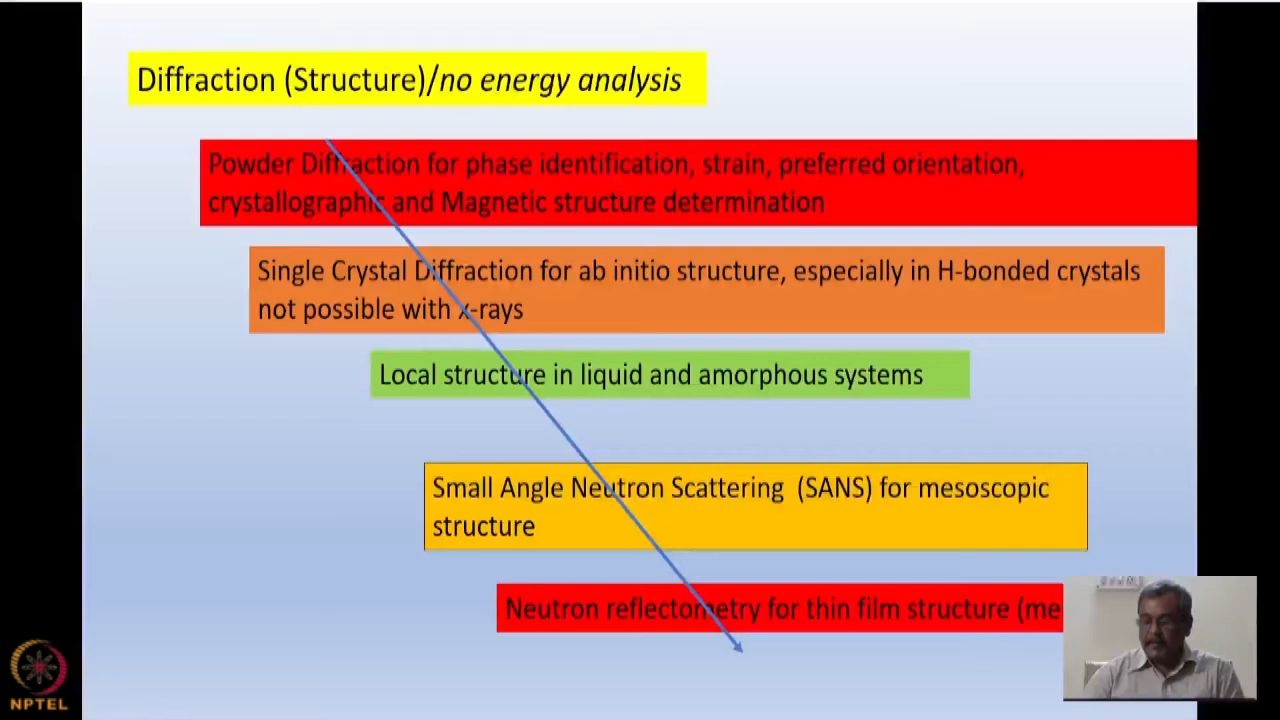 Diffraction (Structure)/no energy analysis
Powder Diffraction for phase identification, strain, preferred orientation,
crystallographic and Magnetic structure determination
Single Crystal Diffraction for ab initio structure, especially in H-bonded crystals
not possible with x-rays
Local structure in liquid and amorphous systems
Small Angle Neutron Scattering (SANS) for mesoscopic
structure
Neutron reflectometry for thin film structure (me
NPTEL